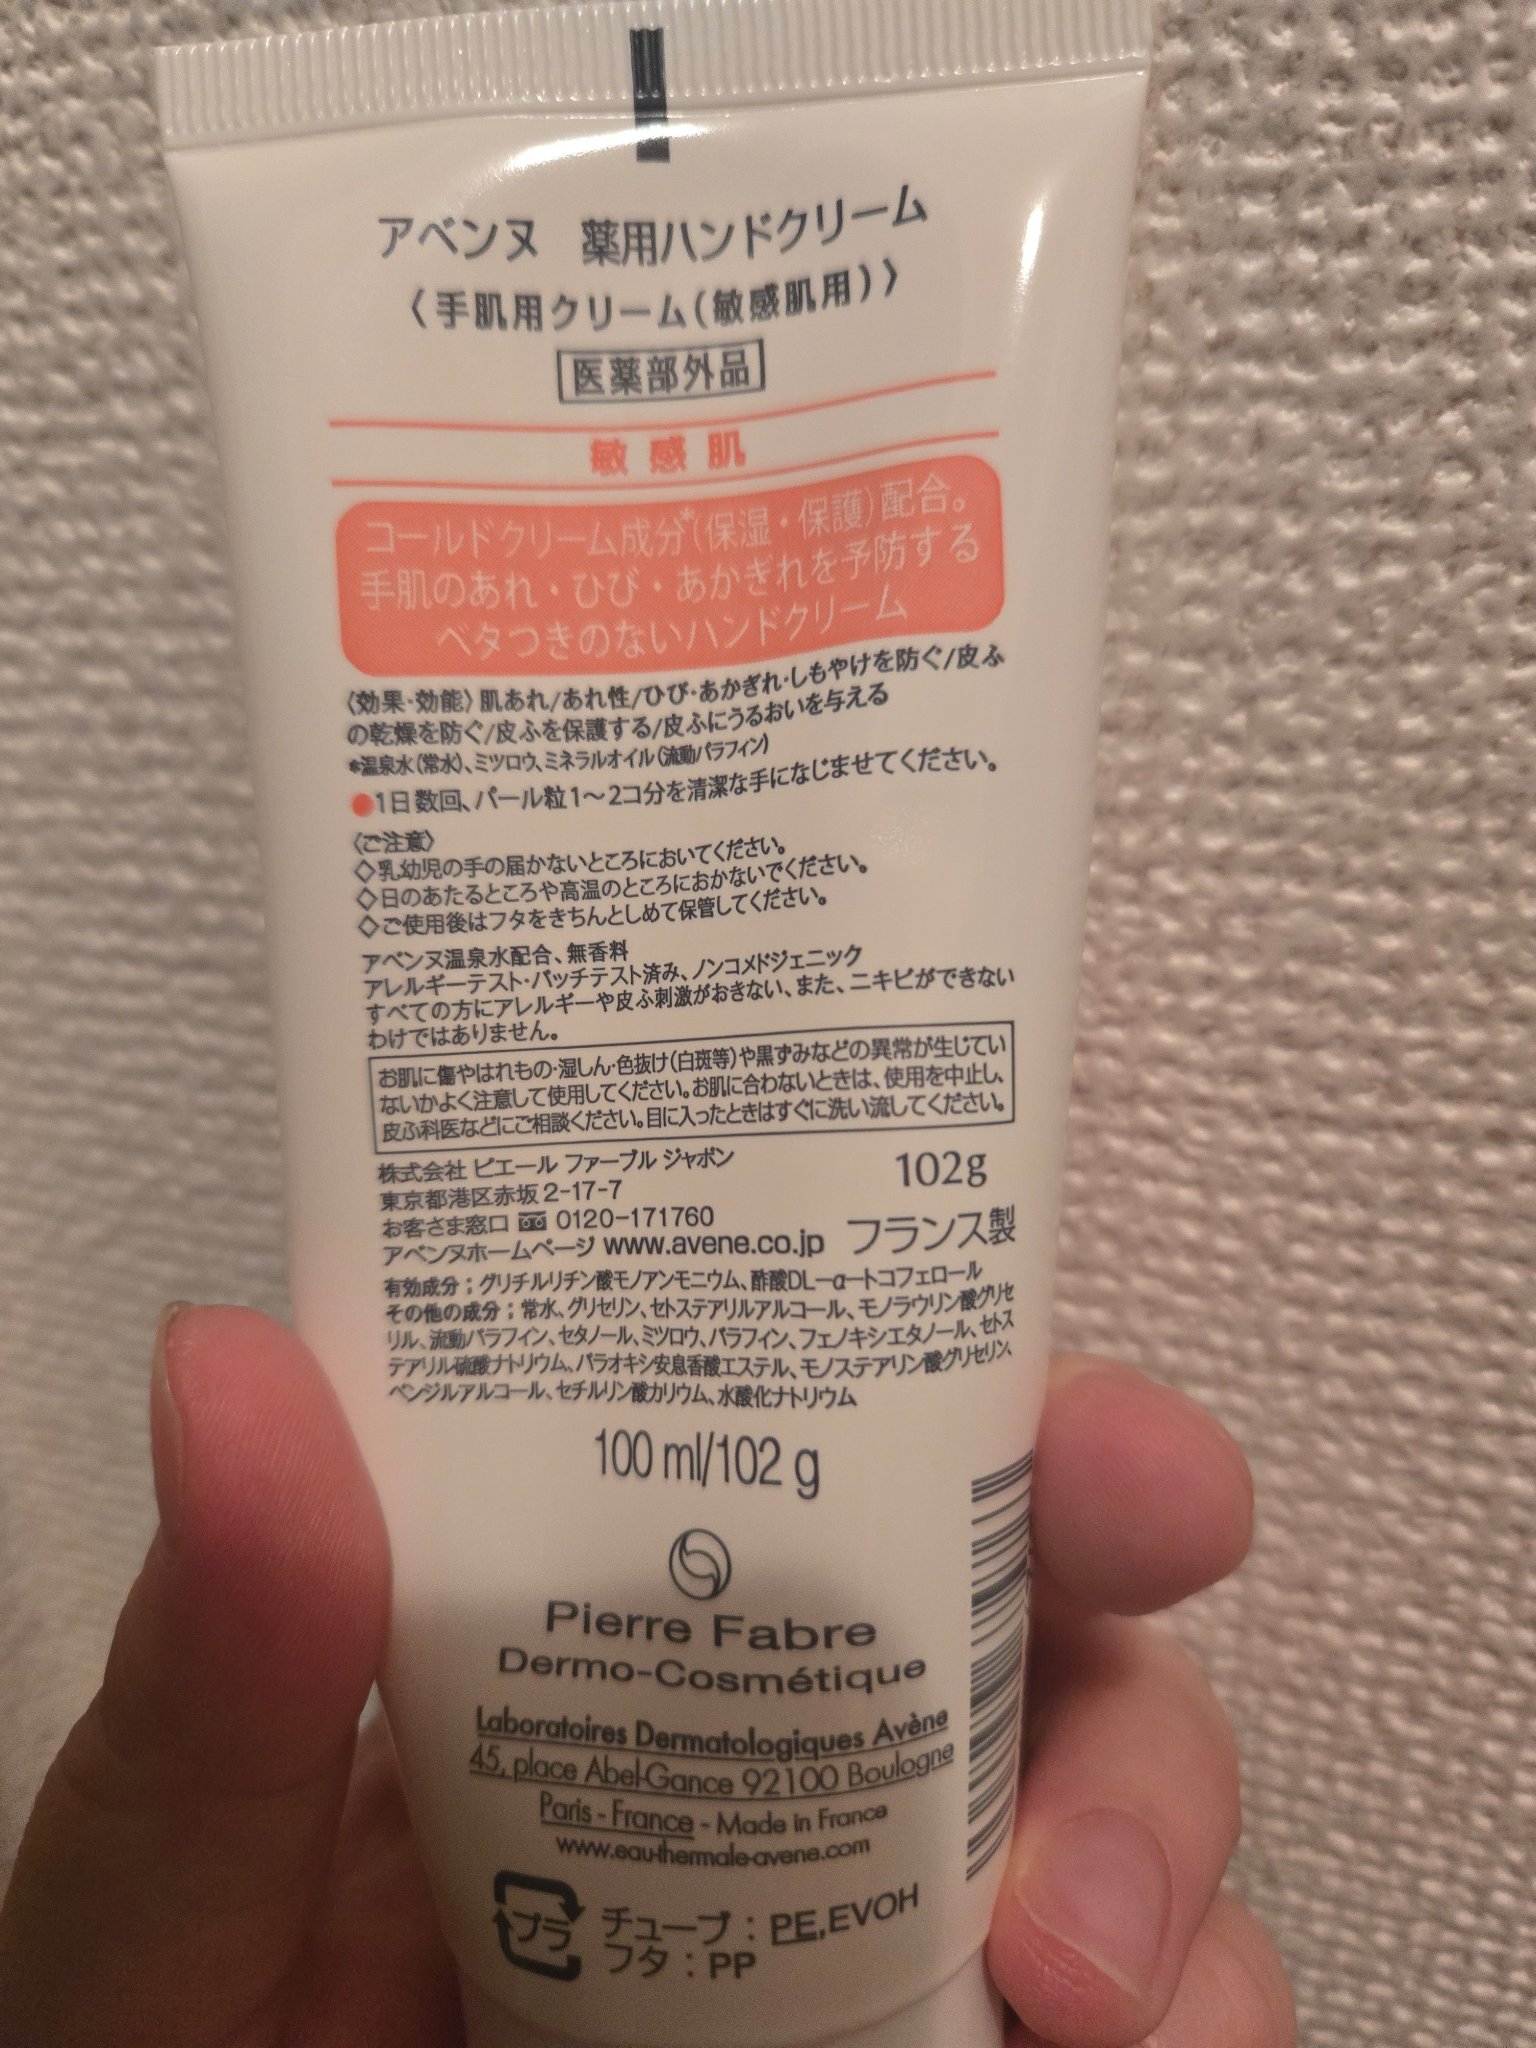 アベンヌ 薬用ハンドクリーム
〈手肌用クリーム(敏感肌用)〉
医薬部外品
敏感肌
コールドクリーム成分*(保湿・保護)配合。
手肌のあれ・ひび・あかぎれを予防する
ベタつきのないハンドクリーム
〈効果・効能〉肌あれ/あれ性/ひび・あかぎれ・しもやけを防ぐ/皮ふ
の乾燥を防ぐ/皮ふを保護する/皮ふにうるおいを与える
*温泉水(常水)、ミツロウ、ミネラルオイル(流動パラフィン)
●1日数回、パール粒1〜2コ分を清潔な手になじませてください。
〈ご注意〉
◇乳幼児の手の届かないところにおいてください。
◇日のあたるところや高温のところにおかないでください。
◇ご使用後はフタをきちんとしめて保管してください。
アベンヌ温泉水配合、無香料
アレルギーテスト・パッチテスト済み、ノンコメドジェニック
すべての方にアレルギーや皮ふ刺激がおきない、また、ニキビができない
わけではありません。
お肌に傷やはれもの・湿しん・色抜け(白斑等)や黒ずみなどの異常が生じてい
ないかよく注意して使用してください。お肌に合わないときは、使用を中止し、
皮ふ科医などにご相談ください。目に入ったときはすぐに洗い流してください。
株式会社 ピエール ファーブル ジャポン
102g
東京都港区赤坂2-17-7
お客さま窓口 0120-171760
アベンヌホームページ www.avene.co.jp
フランス製
有効成分；グリチルリチン酸モノアンモニウム、酢酸DL-α-トコフェロール
その他の成分；常水、グリセリン、セトステアリルアルコール、モノラウリン酸グリセ
リル、流動パラフィン、セタノール、ミツロウ、パラフィン、フェノキシエタノール、セトス
テアリル硫酸ナトリウム、パラオキシ安息香酸エステル、モノステアリン酸グリセリン、
ベンジルアルコール、セチルリン酸カリウム、水酸化ナトリウム
100 ml/102 g
Pierre Fabre
Dermo-Cosmétique
Laboratoires Dermatologiques Avène
45, place Abel-Gance 92100 Boulogne
Paris - France - Made in France
www.eau-thermale-avene.com
プラ
チューブ：PE,EVOH
フタ：PP